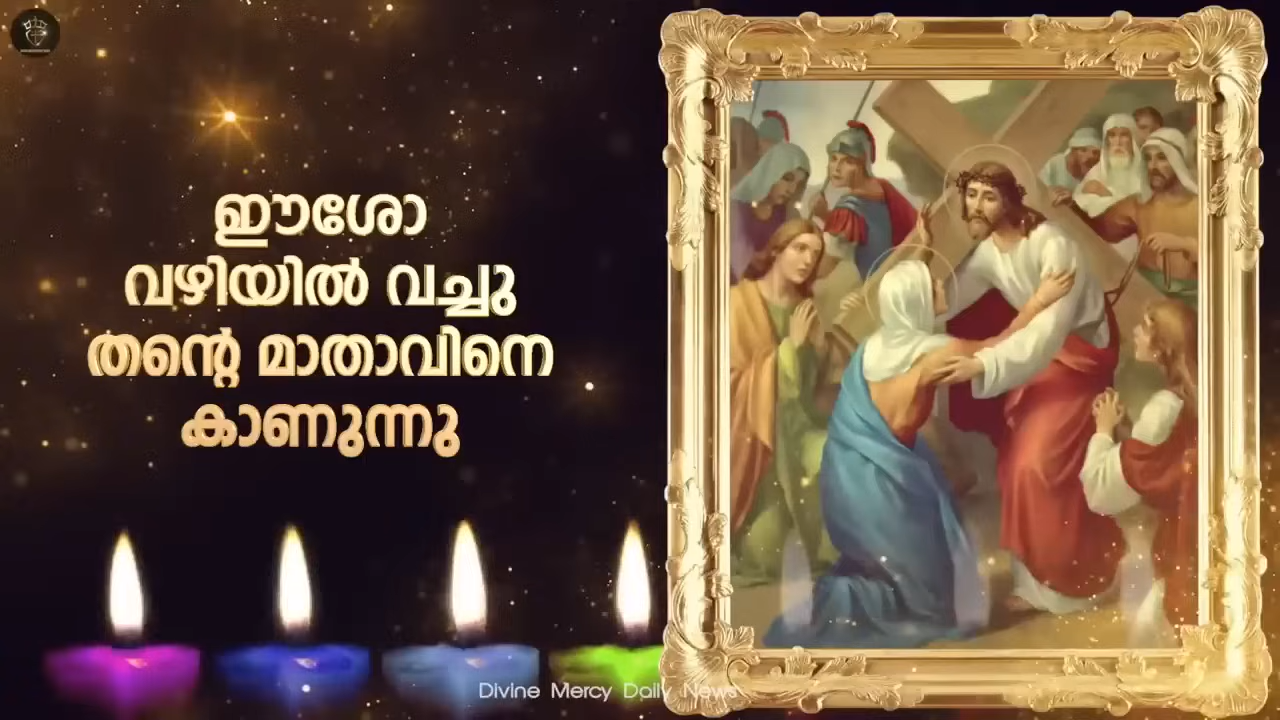 ഈശോ
വഴിയിൽ വച്ചു
തന്റെ മാതാവിനെ
കാണുന്നു
Divine Mercy Daily News